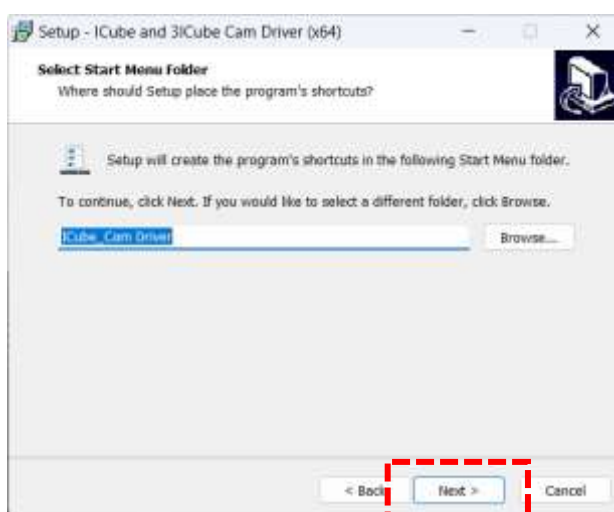 Setup - ICube and 3ICube Cam Driver (x64)
Select Start Menu Folder
Where should Setup place the program's shortcuts?
Setup will create the program's shortcuts in the following Start Menu folder.
To continue, click Next. If you would like to select a different folder, click Browse.
ICube_Cam Driver
Browse...
< Back
Next >
Cancel